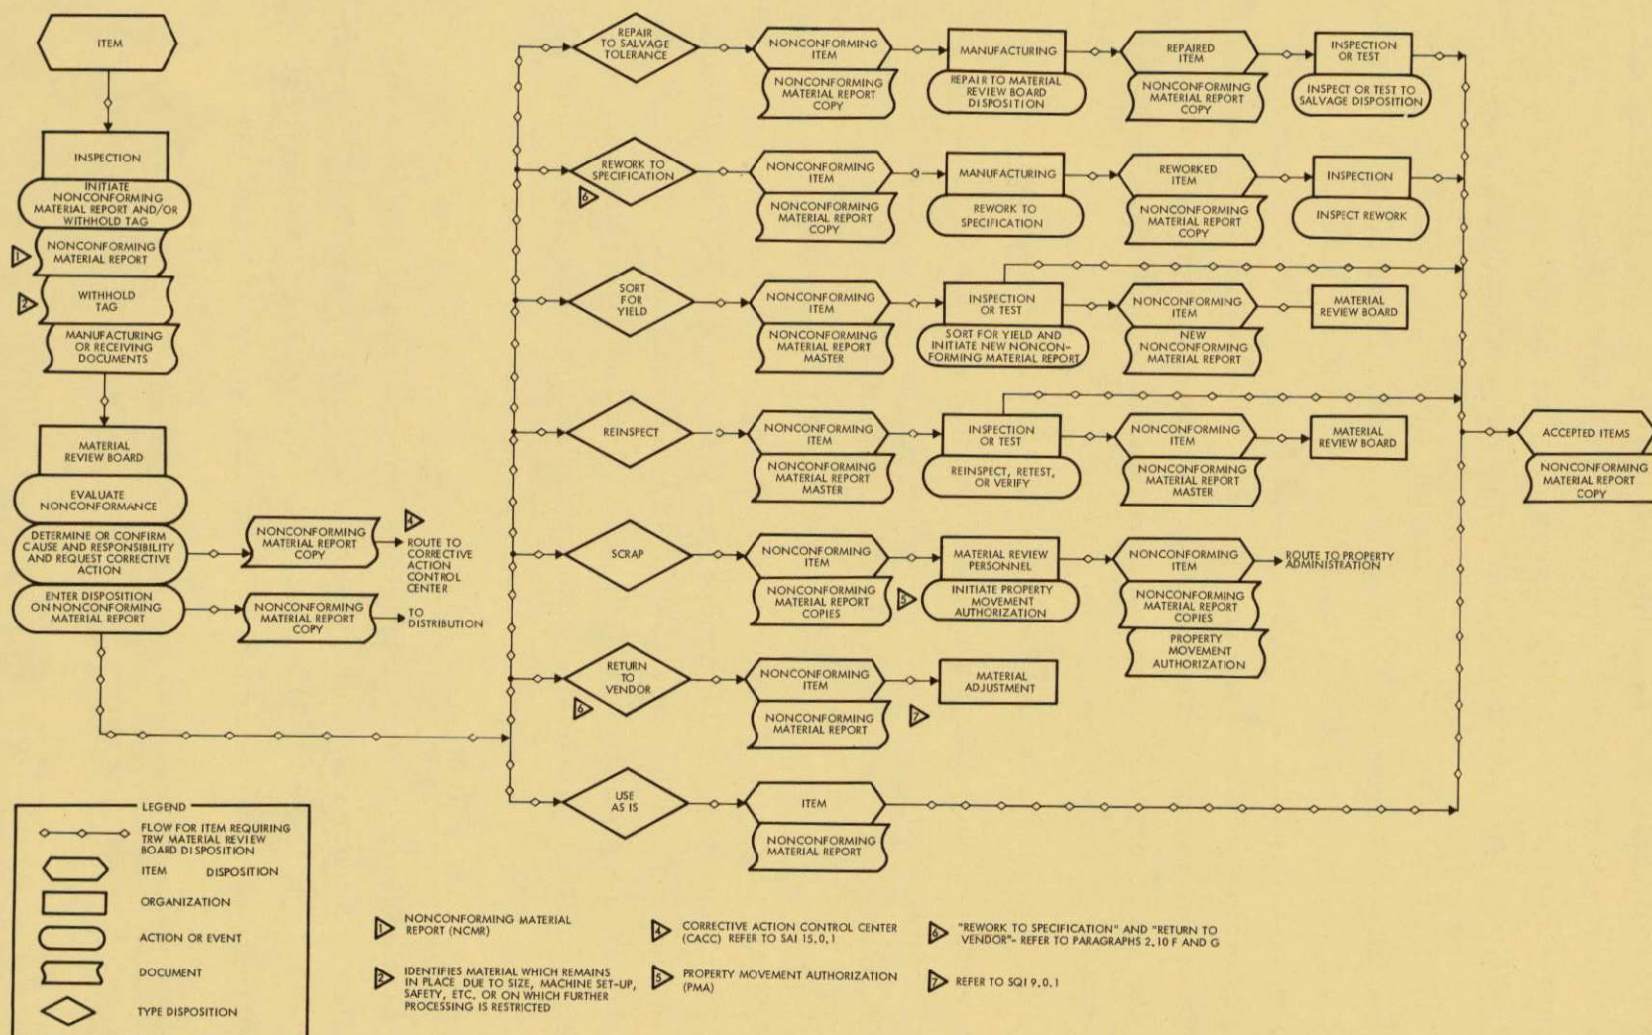 ITEM
INSPECTION
INITIATE
NONCONFORMING
MATERIAL REPORT AND/OR
WITHHOLD TAG
1
NONCONFORMING
MATERIAL REPORT
2
WITHHOLD
TAG
MANUFACTURING
OR RECEIVING
DOCUMENTS
MATERIAL
REVIEW BOARD
EVALUATE
NONCONFORMANCE
DETERMINE OR CONFIRM
CAUSE AND RESPONSIBILITY
AND REQUEST CORRECTIVE
ACTION
NONCONFORMING
MATERIAL REPORT
COPY
4
ROUTE TO
CORRECTIVE
ACTION
CONTROL
CENTER
ENTER DISPOSITION
ON NONCONFORMING
MATERIAL REPORT
NONCONFORMING
MATERIAL REPORT
COPY
TO
DISTRIBUTION
REPAIR
TO SALVAGE
TOLERANCE
NONCONFORMING
ITEM
NONCONFORMING
MATERIAL REPORT
COPY
MANUFACTURING
REPAIR TO MATERIAL
REVIEW BOARD
DISPOSITION
REPAIRED
ITEM
NONCONFORMING
MATERIAL REPORT
COPY
INSPECTION
OR TEST
INSPECT OR TEST TO
SALVAGE DISPOSITION
REWORK TO
SPECIFICATION
6
NONCONFORMING
ITEM
NONCONFORMING
MATERIAL REPORT
COPY
MANUFACTURING
REWORK TO
SPECIFICATION
REWORKED
ITEM
NONCONFORMING
MATERIAL REPORT
COPY
INSPECTION
INSPECT REWORK
SORT
FOR
YIELD
NONCONFORMING
ITEM
NONCONFORMING
MATERIAL REPORT
MASTER
INSPECTION
OR TEST
SORT FOR YIELD AND
INITIATE NEW NONCON-
FORMING MATERIAL REPORT
NONCONFORMING
ITEM
NEW
NONCONFORMING
MATERIAL REPORT
MATERIAL
REVIEW BOARD
REINSPECT
NONCONFORMING
ITEM
NONCONFORMING
MATERIAL REPORT
MASTER
INSPECTION
OR TEST
REINSPECT, RETEST,
OR VERIFY
NONCONFORMING
ITEM
NONCONFORMING
MATERIAL REPORT
MASTER
MATERIAL
REVIEW BOARD
ACCEPTED ITEMS
NONCONFORMING
MATERIAL REPORT
COPY
SCRAP
NONCONFORMING
ITEM
NONCONFORMING
MATERIAL REPORT
COPIES
5
MATERIAL REVIEW
PERSONNEL
INITIATE PROPERTY
MOVEMENT
AUTHORIZATION
NONCONFORMING
ITEM
NONCONFORMING
MATERIAL REPORT
COPIES
PROPERTY
MOVEMENT
AUTHORIZATION
ROUTE TO PROPERTY
ADMINISTRATION
RETURN
TO
VENDOR
6
NONCONFORMING
ITEM
NONCONFORMING
MATERIAL REPORT
7
MATERIAL
ADJUSTMENT
USE
AS IS
ITEM
NONCONFORMING
MATERIAL REPORT
LEGEND
FLOW FOR ITEM REQUIRING
TRW MATERIAL REVIEW
BOARD DISPOSITION
ITEM DISPOSITION
ORGANIZATION
ACTION OR EVENT
DOCUMENT
TYPE DISPOSITION
1 NONCONFORMING MATERIAL
REPORT (NCMR)
2 IDENTIFIES MATERIAL WHICH REMAINS
IN PLACE DUE TO SIZE, MACHINE SET-UP,
SAFETY, ETC. OR ON WHICH FURTHER
PROCESSING IS RESTRICTED
4 CORRECTIVE ACTION CONTROL CENTER
(CACC) REFER TO SAI 15.0.1
5 PROPERTY MOVEMENT AUTHORIZATION
(PMA)
6 "REWORK TO SPECIFICATION" AND "RETURN TO
VENDOR"- REFER TO PARAGRAPHS 2.10 F AND G
7 REFER TO SQI 9.0.1